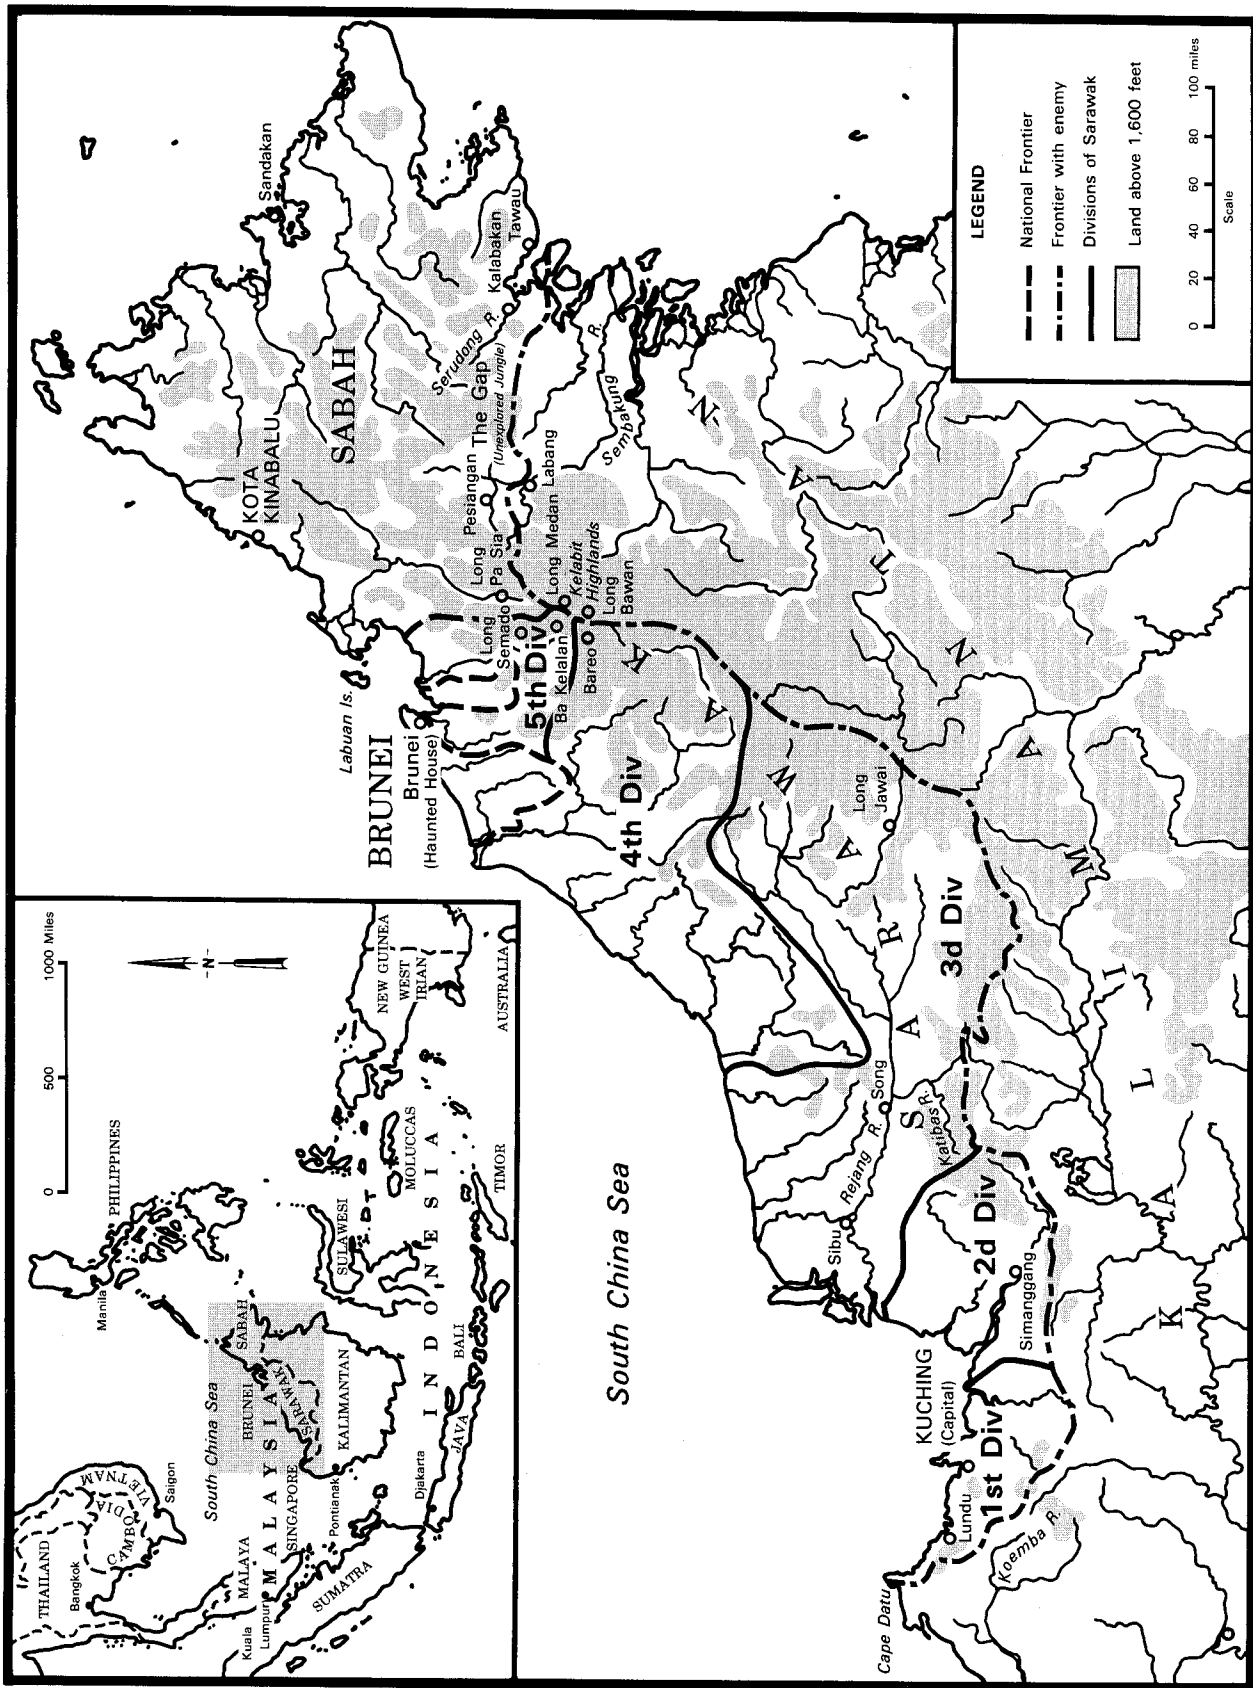 THAILAND
Bangkok
CAMBODIA
VIETNAM
Saigon
South China Sea
Manila
PHILIPPINES
0 500 1000 Miles
-N-
Kuala
Lumpur
MALAYA
MALAYSIA
SINGAPORE
BRUNEI
SABAH
SARAWAK
Pontianak
KALIMANTAN
SUMATRA
Djakarta
JAVA
BALI
INDONESIA
SULAWESI
MOLUCCAS
TIMOR
NEW GUINEA
WEST
IRIAN
AUSTRALIA
South China Sea
BRUNEI
Brunei
(Haunted House)
Labuan Is.
KOTA
KINABALU
SABAH
Sandakan
Serudong R.
Kalabakan
Tawau
The Gap
(Unexplored Jungle)
Pesiangan
Long
Pa Sia
Long
Semado
5th Div
Ba Kelalan
Bareo
Labang
Long Medan
Kelabit
Highlands
Long
Bawan
Sembakung R.
4th Div
Long
Jawai
3d Div
SARAWAK
Song
Katibas R.
Rejang R.
Sibu
2d Div
Simanggang
KUCHING
(Capital)
1st Div
Lundu
Cape Datu
Koemba R.
KALIMANTAN
LEGEND
National Frontier
Frontier with enemy
Divisions of Sarawak
Land above 1,600 feet
0 20 40 60 80 100 miles
Scale